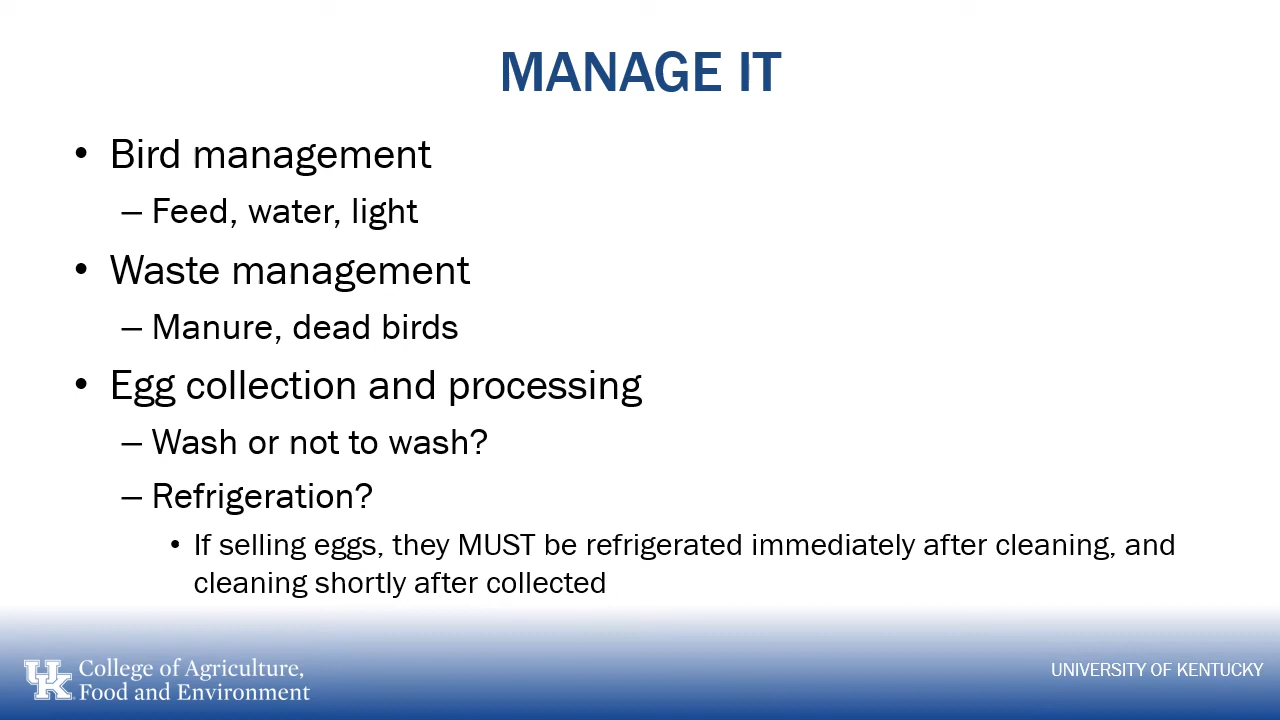 MANAGE IT
• Bird management
– Feed, water, light
• Waste management
– Manure, dead birds
• Egg collection and processing
– Wash or not to wash?
– Refrigeration?
• If selling eggs, they MUST be refrigerated immediately after cleaning, and
cleaning shortly after collected
UK College of Agriculture,
Food and Environment
UNIVERSITY OF KENTUCKY